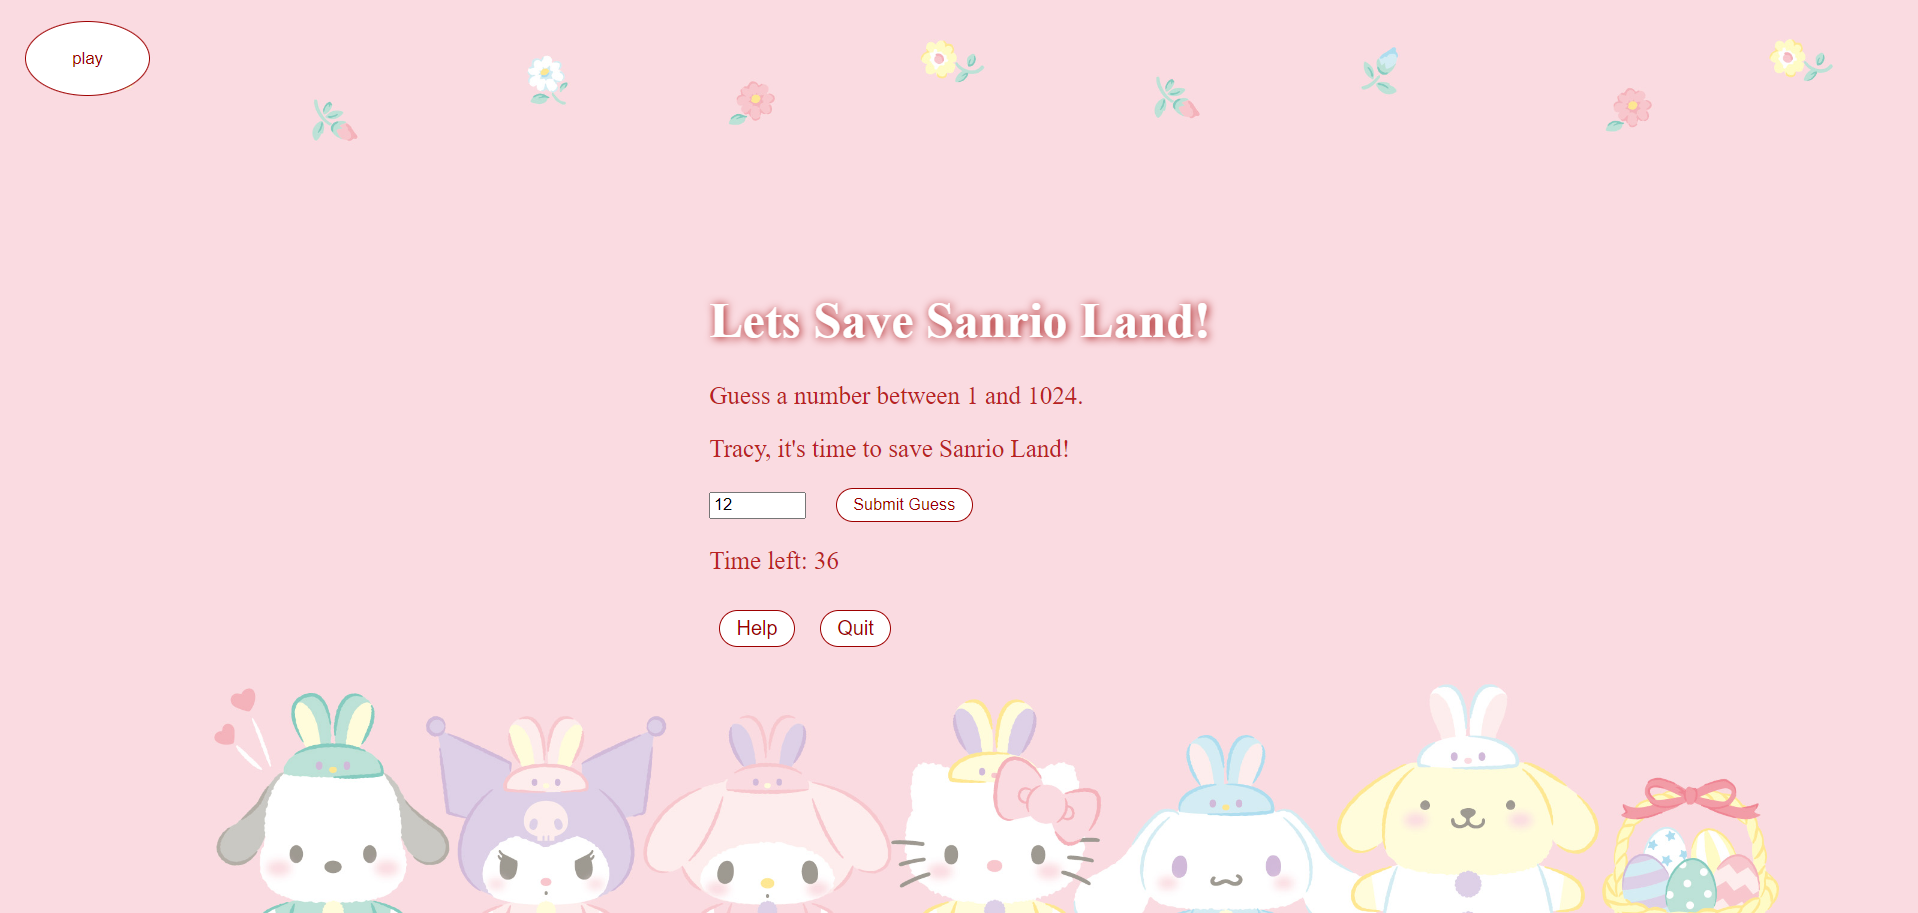 play
Lets Save Sanrio Land!
Guess a number between 1 and 1024.
Tracy, it's time to save Sanrio Land!
12 Submit Guess
Time left: 36
Help Quit